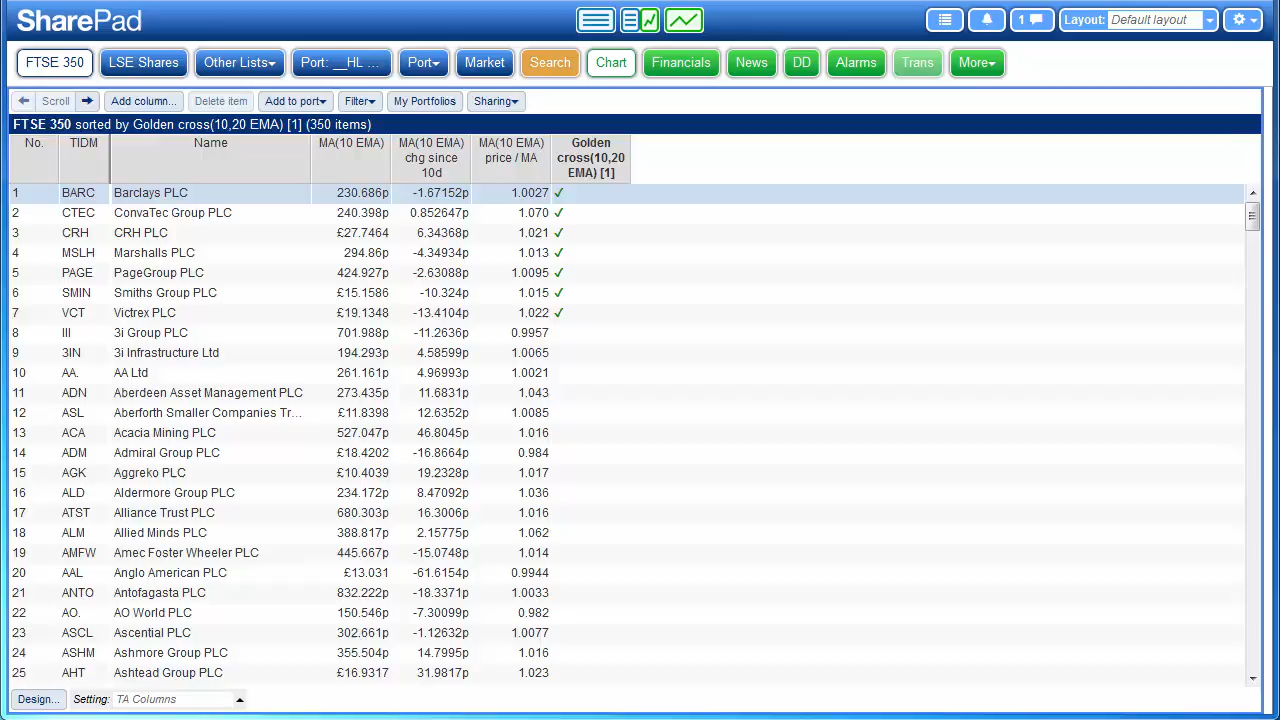 SharePad
1
Layout: Default layout
FTSE 350 LSE Shares Other Lists Port: __HL ... Port Market Search Chart Financials News DD Alarms Trans More
Scroll Add column... Delete item Add to port Filter My Portfolios Sharing
FTSE 350 sorted by Golden cross(10,20 EMA) [1] (350 items)
No. TIDM Name MA(10 EMA) MA(10 EMA) MA(10 EMA) Golden
chg since price / MA cross(10,20
10d EMA) [1]
1 BARC Barclays PLC 230.686p -1.67152p 1.0027 ✓
2 CTEC ConvaTec Group PLC 240.398p 0.852647p 1.070 ✓
3 CRH CRH PLC £27.7464 6.34368p 1.021 ✓
4 MSLH Marshalls PLC 294.86p -4.34934p 1.013 ✓
5 PAGE PageGroup PLC 424.927p -2.63088p 1.0095 ✓
6 SMIN Smiths Group PLC £15.1586 -10.324p 1.015 ✓
7 VCT Victrex PLC £19.1348 -13.4104p 1.022 ✓
8 III 3i Group PLC 701.988p -11.2636p 0.9957
9 3IN 3i Infrastructure Ltd 194.293p 4.58599p 1.0065
10 AA. AA Ltd 261.161p 4.96993p 1.0021
11 ADN Aberdeen Asset Management PLC 273.435p 11.6831p 1.043
12 ASL Aberforth Smaller Companies Tr... £11.8398 12.6352p 1.0085
13 ACA Acacia Mining PLC 527.047p 46.8045p 1.016
14 ADM Admiral Group PLC £18.4202 -16.8664p 0.984
15 AGK Aggreko PLC £10.4039 19.2328p 1.017
16 ALD Aldermore Group PLC 234.172p 8.47092p 1.036
17 ATST Alliance Trust PLC 680.303p 16.3006p 1.016
18 ALM Allied Minds PLC 388.817p 2.15775p 1.062
19 AMFW Amec Foster Wheeler PLC 445.667p -15.0748p 1.014
20 AAL Anglo American PLC £13.031 -61.6154p 0.9944
21 ANTO Antofagasta PLC 832.222p -18.3371p 1.0033
22 AO. AO World PLC 150.546p -7.30099p 0.982
23 ASCL Ascential PLC 302.661p -1.12632p 1.0077
24 ASHM Ashmore Group PLC 355.504p 14.7995p 1.016
25 AHT Ashtead Group PLC £16.9317 31.9817p 1.023
Design... Setting: TA Columns